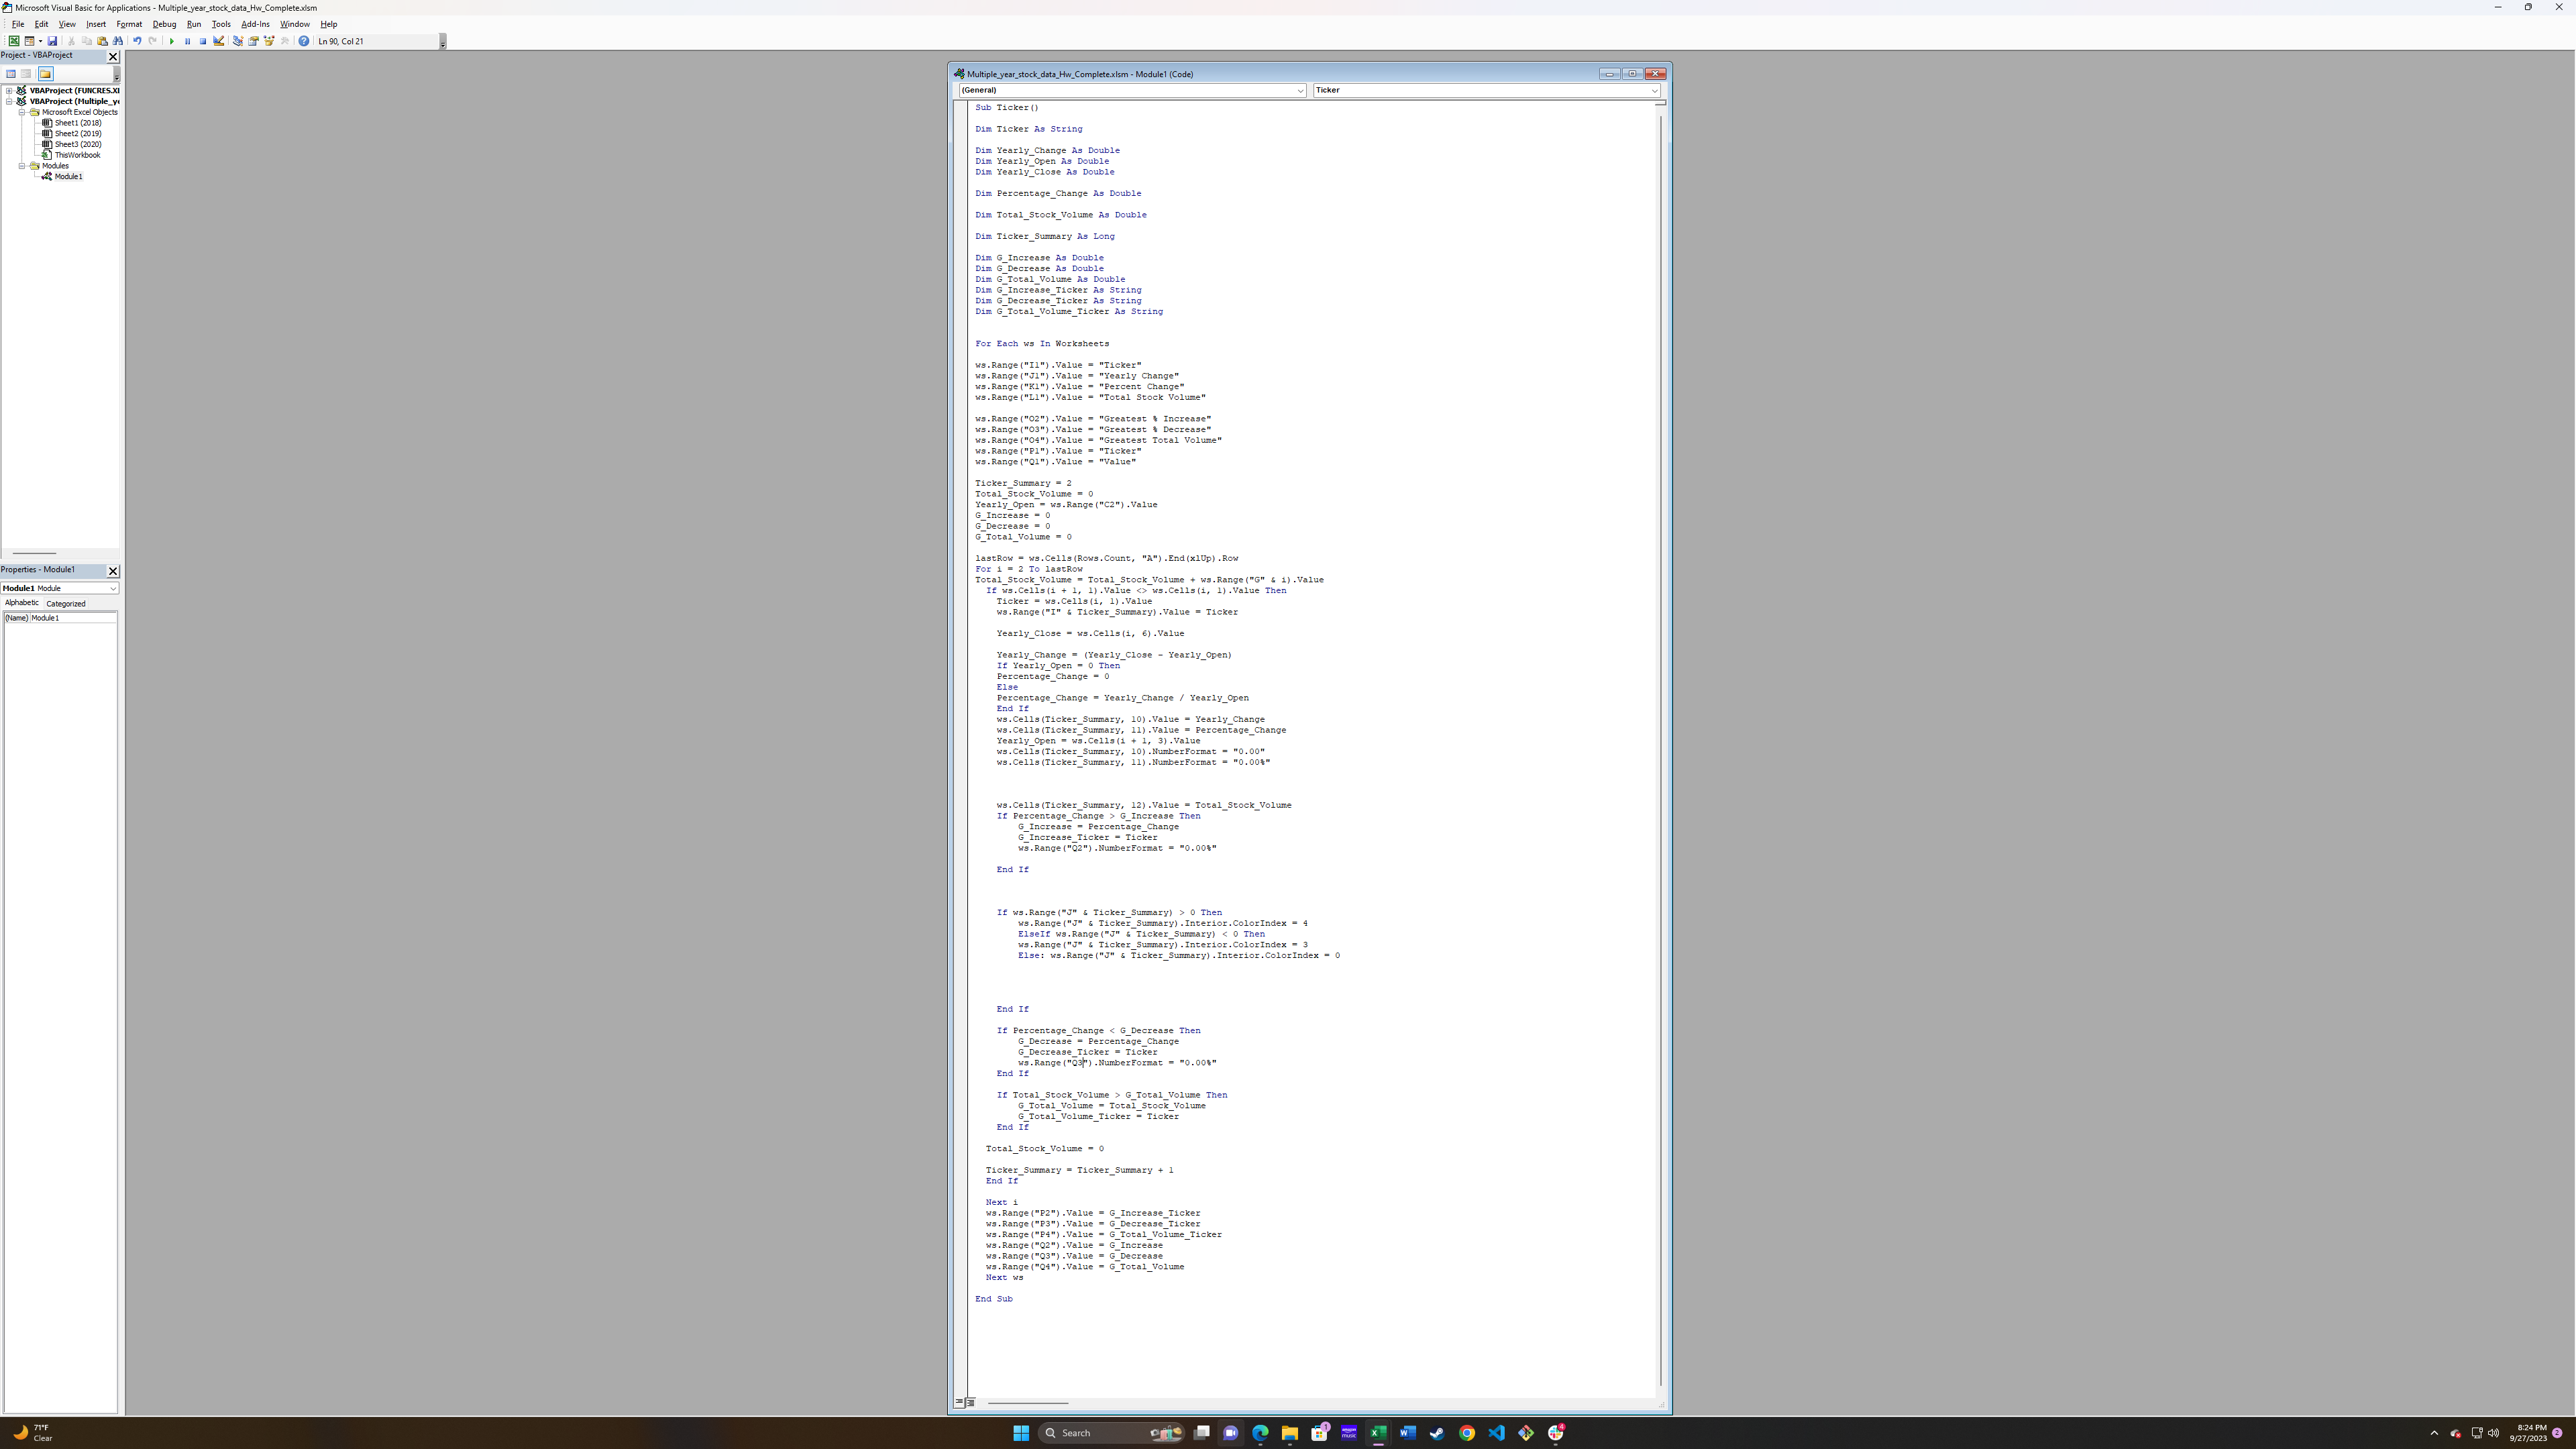 Microsoft Visual Basic for Applications - Multiple_year_stock_data_Hw_Complete.xlsm
File Edit View Insert Format Debug Run Tools Add-Ins Window Help
Ln 90, Col 21
Project - VBAProject
VBAProject (FUNCRES.XL
VBAProject (Multiple_ye
Microsoft Excel Objects
Sheet1 (2018)
Sheet2 (2019)
Sheet3 (2020)
ThisWorkbook
Modules
Module1
Properties - Module1
Module1 Module
Alphabetic Categorized
(Name) Module1
Multiple_year_stock_data_Hw_Complete.xlsm - Module1 (Code)
(General) Ticker
Sub Ticker()
Dim Ticker As String
Dim Yearly_Change As Double
Dim Yearly_Open As Double
Dim Yearly_Close As Double
Dim Percentage_Change As Double
Dim Total_Stock_Volume As Double
Dim Ticker_Summary As Long
Dim G_Increase As Double
Dim G_Decrease As Double
Dim G_Total_Volume As Double
Dim G_Increase_Ticker As String
Dim G_Decrease_Ticker As String
Dim G_Total_Volume_Ticker As String
For Each ws In Worksheets
ws.Range("I1").Value = "Ticker"
ws.Range("J1").Value = "Yearly Change"
ws.Range("K1").Value = "Percent Change"
ws.Range("L1").Value = "Total Stock Volume"
ws.Range("O2").Value = "Greatest % Increase"
ws.Range("O3").Value = "Greatest % Decrease"
ws.Range("O4").Value = "Greatest Total Volume"
ws.Range("P1").Value = "Ticker"
ws.Range("Q1").Value = "Value"
Ticker_Summary = 2
Total_Stock_Volume = 0
Yearly_Open = ws.Range("C2").Value
G_Increase = 0
G_Decrease = 0
G_Total_Volume = 0
lastRow = ws.Cells(Rows.Count, "A").End(xlUp).Row
For i = 2 To lastRow
Total_Stock_Volume = Total_Stock_Volume + ws.Range("G" & i).Value
If ws.Cells(i + 1, 1).Value <> ws.Cells(i, 1).Value Then
Ticker = ws.Cells(i, 1).Value
ws.Range("I" & Ticker_Summary).Value = Ticker
Yearly_Close = ws.Cells(i, 6).Value
Yearly_Change = (Yearly_Close - Yearly_Open)
If Yearly_Open = 0 Then
Percentage_Change = 0
Else
Percentage_Change = Yearly_Change / Yearly_Open
End If
ws.Cells(Ticker_Summary, 10).Value = Yearly_Change
ws.Cells(Ticker_Summary, 11).Value = Percentage_Change
Yearly_Open = ws.Cells(i + 1, 3).Value
ws.Cells(Ticker_Summary, 10).NumberFormat = "0.00"
ws.Cells(Ticker_Summary, 11).NumberFormat = "0.00%"
ws.Cells(Ticker_Summary, 12).Value = Total_Stock_Volume
If Percentage_Change > G_Increase Then
G_Increase = Percentage_Change
G_Increase_Ticker = Ticker
ws.Range("Q2").NumberFormat = "0.00%"
End If
If ws.Range("J" & Ticker_Summary) > 0 Then
ws.Range("J" & Ticker_Summary).Interior.ColorIndex = 4
ElseIf ws.Range("J" & Ticker_Summary) < 0 Then
ws.Range("J" & Ticker_Summary).Interior.ColorIndex = 3
Else: ws.Range("J" & Ticker_Summary).Interior.ColorIndex = 0
End If
If Percentage_Change < G_Decrease Then
G_Decrease = Percentage_Change
G_Decrease_Ticker = Ticker
ws.Range("Q3").NumberFormat = "0.00%"
End If
If Total_Stock_Volume > G_Total_Volume Then
G_Total_Volume = Total_Stock_Volume
G_Total_Volume_Ticker = Ticker
End If
Total_Stock_Volume = 0
Ticker_Summary = Ticker_Summary + 1
End If
Next i
ws.Range("P2").Value = G_Increase_Ticker
ws.Range("P3").Value = G_Decrease_Ticker
ws.Range("P4").Value = G_Total_Volume_Ticker
ws.Range("Q2").Value = G_Increase
ws.Range("Q3").Value = G_Decrease
ws.Range("Q4").Value = G_Total_Volume
Next ws
End Sub
71°F
Clear
Search
8:24 PM
9/27/2023